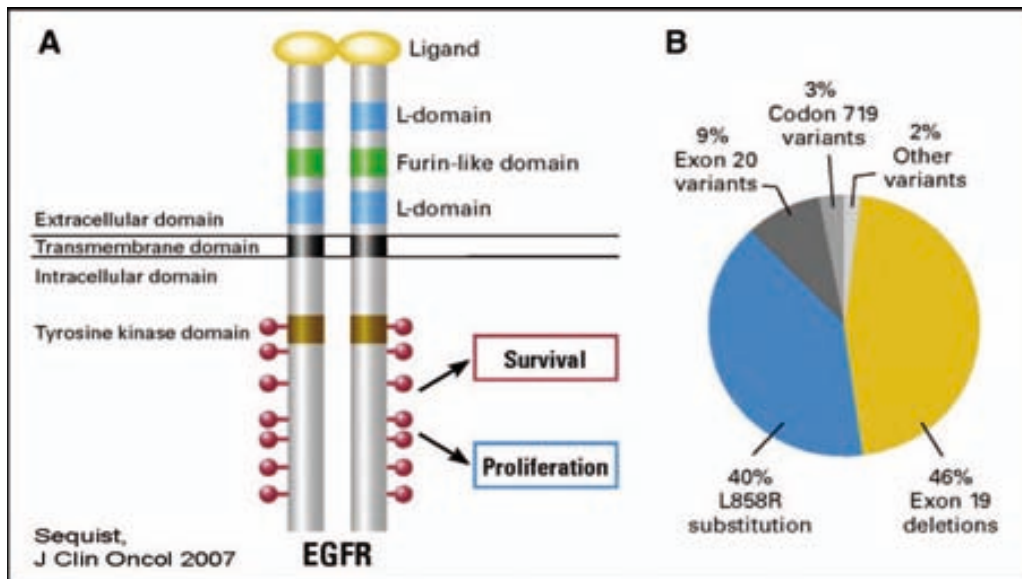 A
Ligand
L-domain
Furin-like domain
L-domain
Extracellular domain
Transmembrane domain
Intracellular domain
Tyrosine kinase domain
Survival
Proliferation
Sequist,
J Clin Oncol 2007
EGFR
B
3%
Codon 719
variants
9%
Exon 20
variants
2%
Other
variants
40%
L858R
substitution
46%
Exon 19
deletions